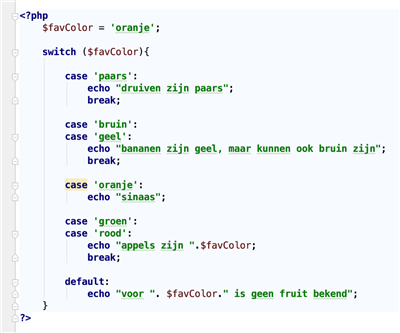 <?php
$favColor = 'oranje';
switch ($favColor){
case 'paars':
echo "druiven zijn paars";
break;
case 'bruin':
case 'geel':
echo "bananen zijn geel, maar kunnen ook bruin zijn";
break;
case 'oranje':
echo "sinaas";
case 'groen':
case 'rood':
echo "appels zijn ".$favColor;
break;
default:
echo "voor ". $favColor." is geen fruit bekend";
}
?>